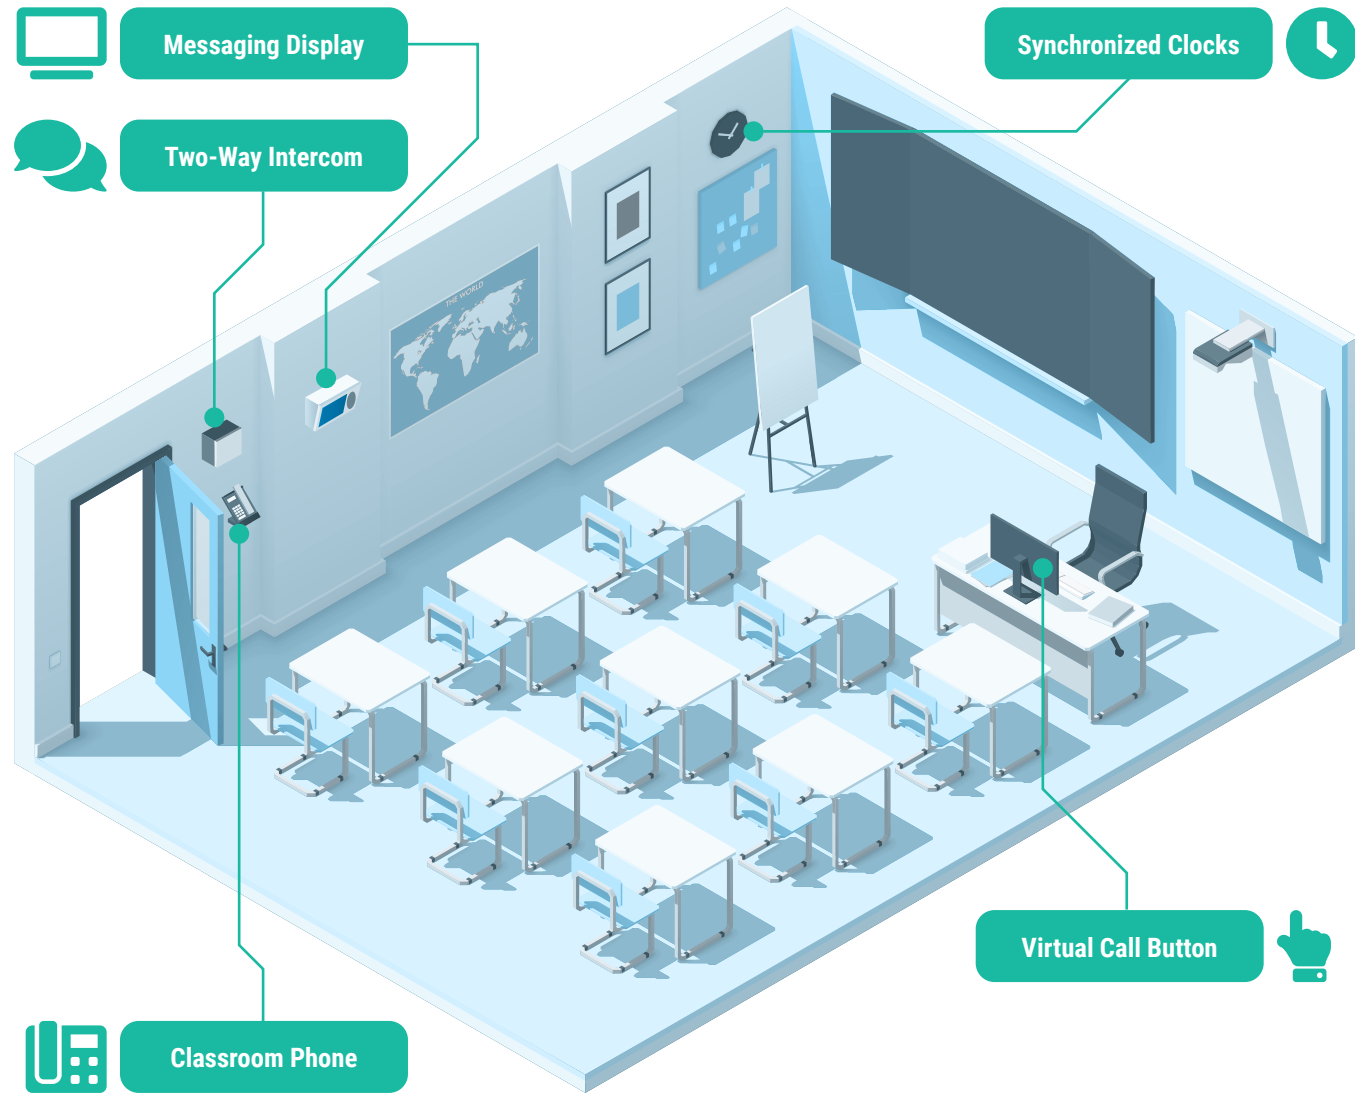 Messaging Display
Synchronized Clocks
Two-Way Intercom
THE WORLD
Virtual Call Button
Classroom Phone